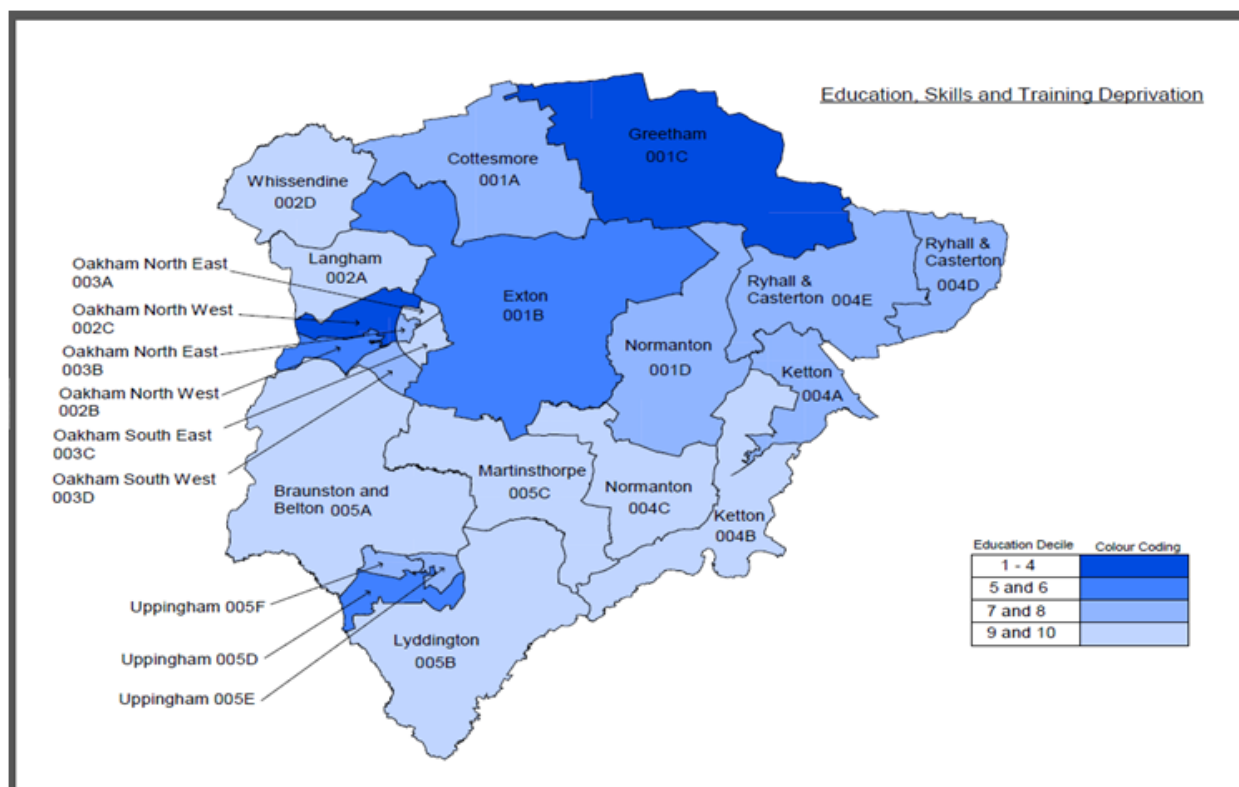 Education, Skills and Training Deprivation
Greetham
001C
Cottesmore
001A
Whissendine
002D
Langham
002A
Oakham North East
003A
Oakham North West
002C
Oakham North East
003B
Oakham North West
002B
Oakham South East
003C
Oakham South West
003D
Exton
001B
Ryhall &
Casterton
004D
Ryhall &
Casterton 004E
Normanton
001D
Ketton
004A
Martinsthorpe
005C
Normanton
004C
Ketton
004B
Braunston and
Belton 005A
Uppingham 005F
Uppingham 005D
Uppingham 005E
Lyddington
005B
Education Decile Colour Coding
1 - 4
5 and 6
7 and 8
9 and 10